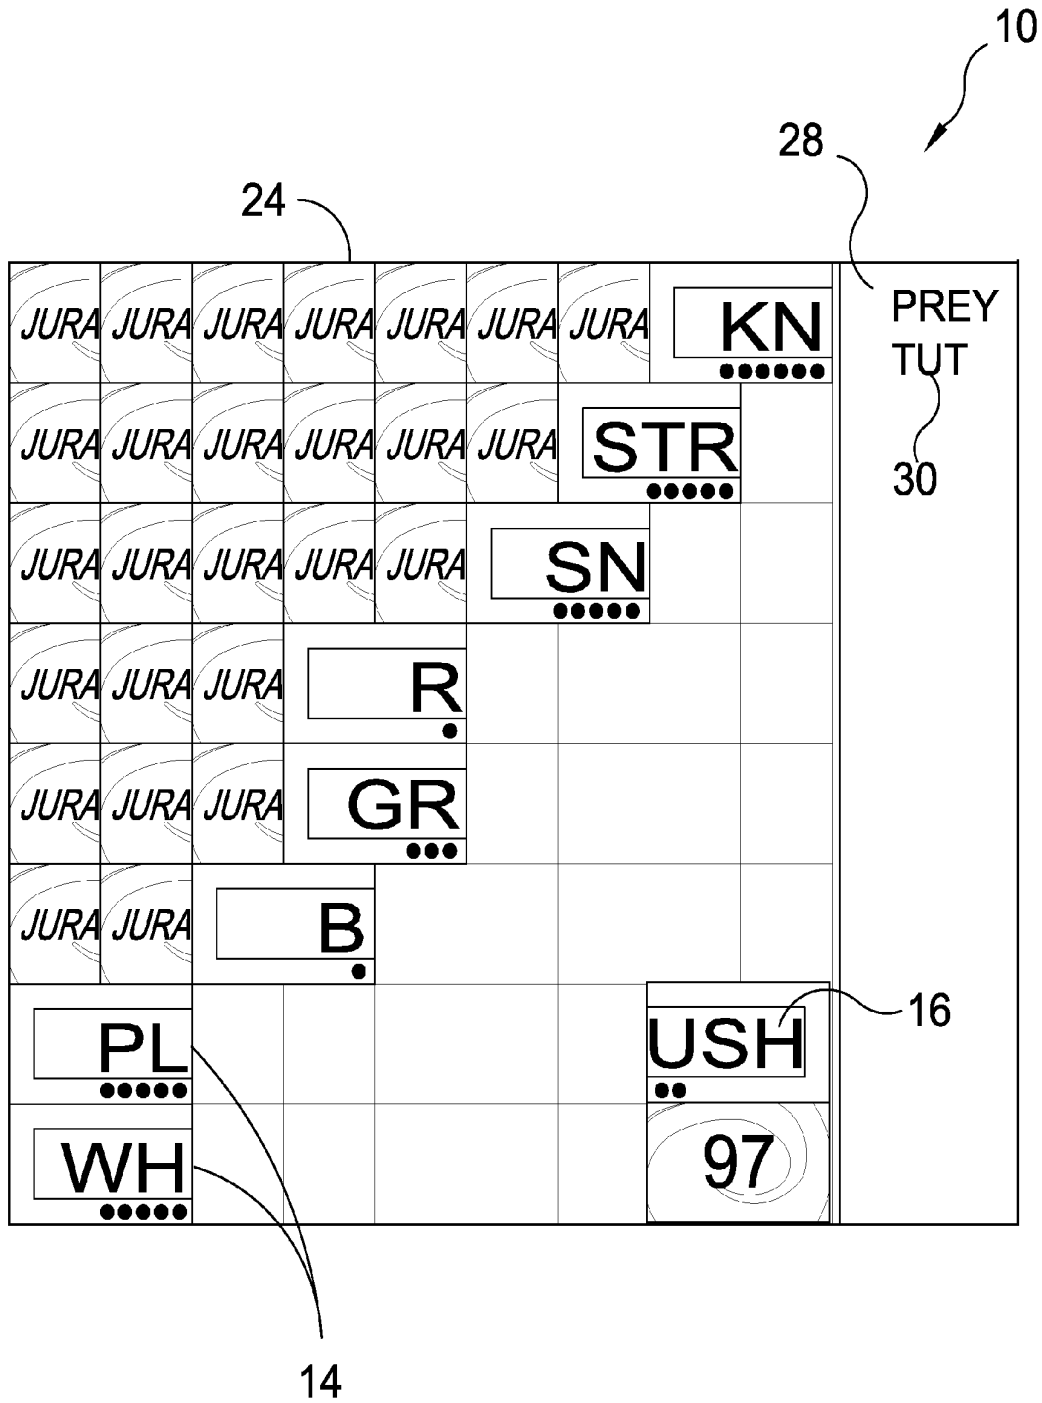 10
28
24
JURA JURA JURA JURA JURA JURA JURA KN
PREY
TUT
JURA JURA JURA JURA JURA JURA STR
30
JURA JURA JURA JURA JURA SN
JURA JURA JURA R
JURA JURA JURA GR
JURA JURA B
PL USH 16
WH 97
14